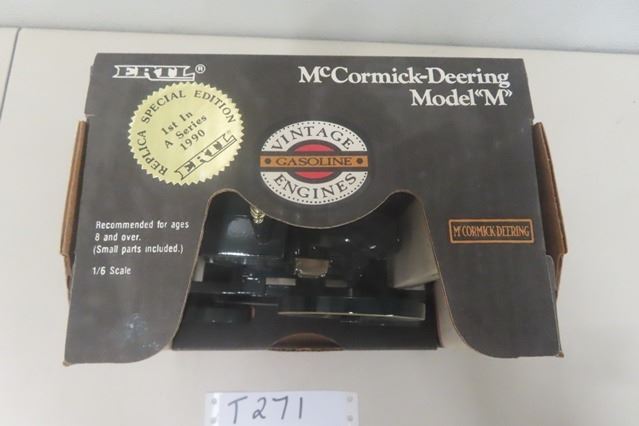 ERTL®
McCormick-Deering
Model "M"
REPLICA SPECIAL EDITION
1st In
A Series
1990
ERTL
VINTAGE
GASOLINE
ENGINES
Recommended for ages
8 and over.
(Small parts included.)
1/6 Scale
McCORMICK-DEERING
T271